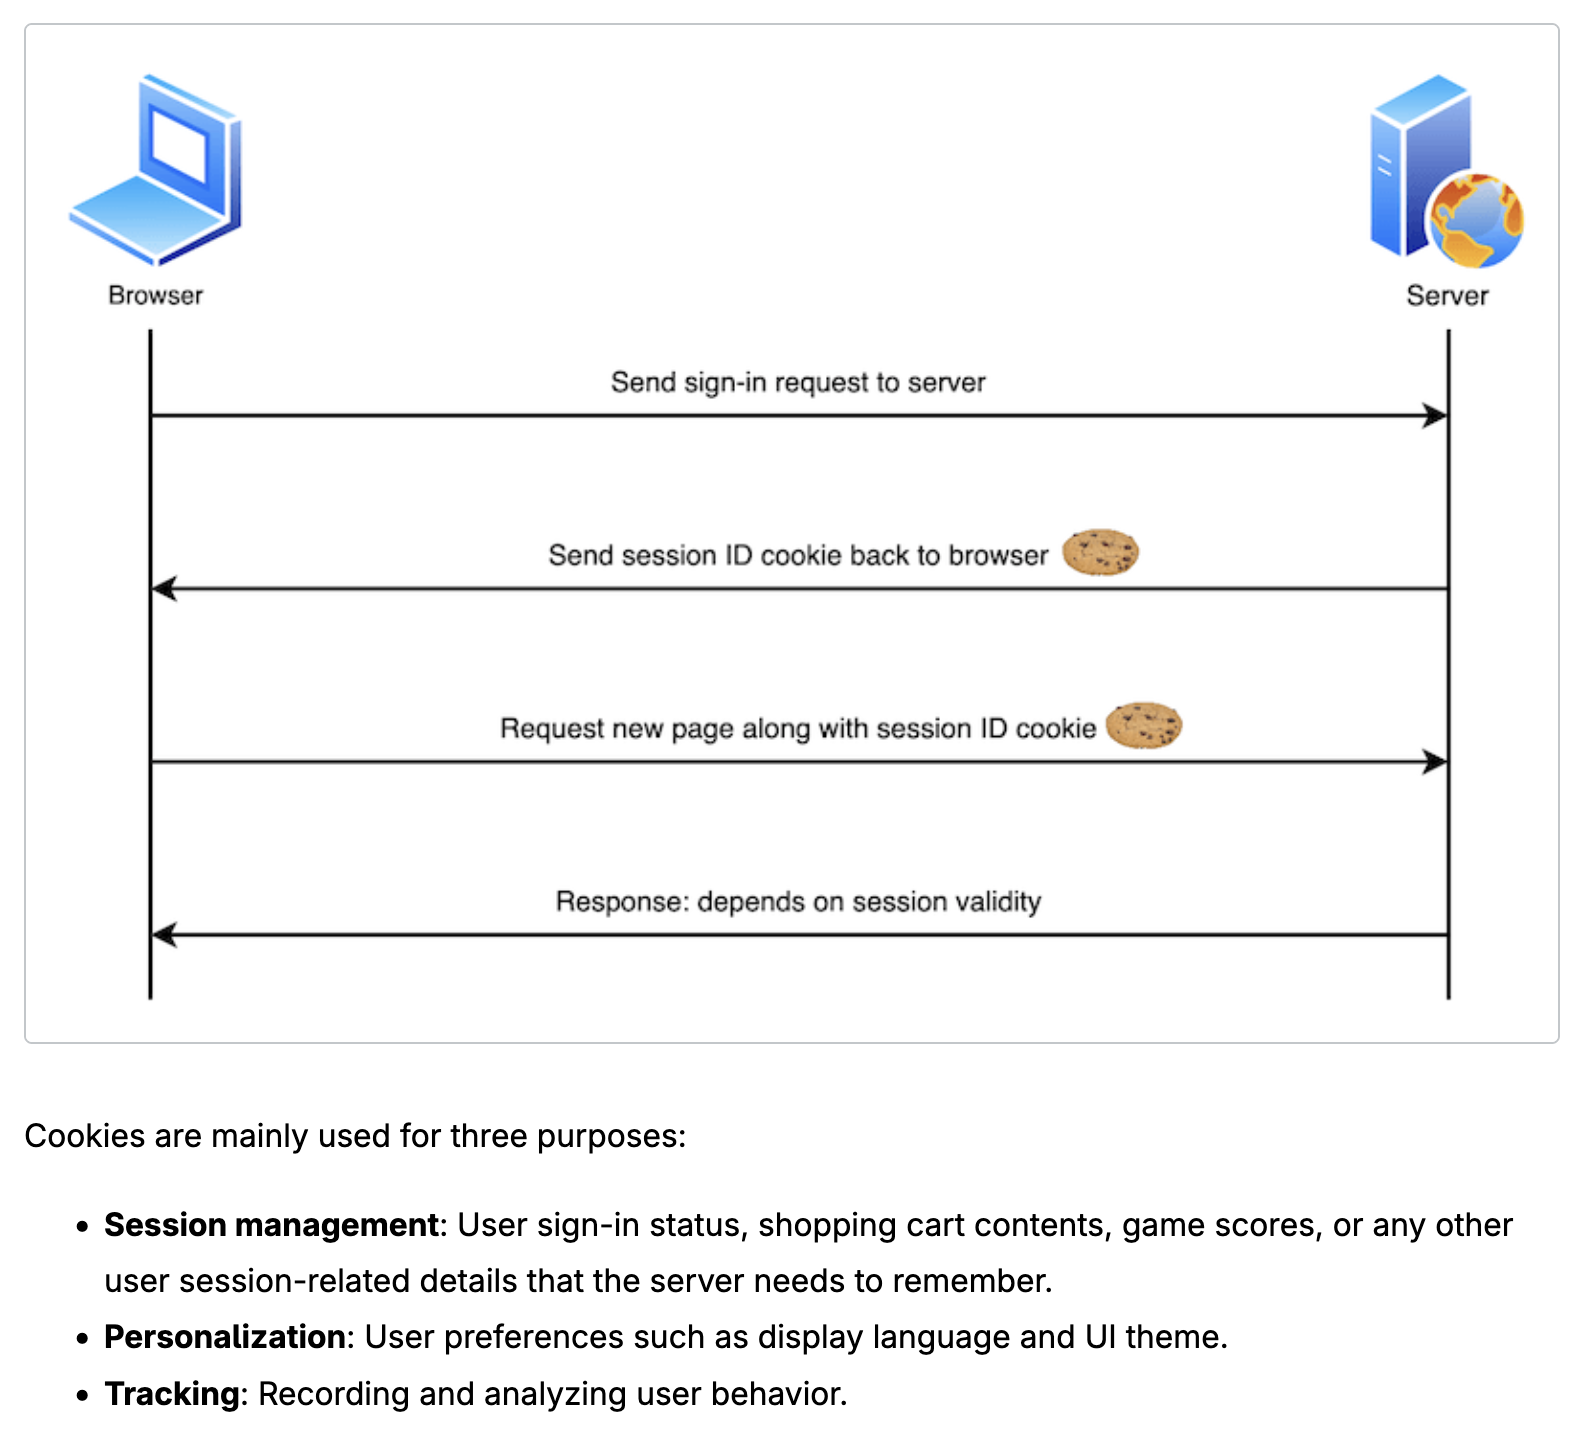 Browser
Server
Send sign-in request to server
Send session ID cookie back to browser
Request new page along with session ID cookie
Response: depends on session validity
Cookies are mainly used for three purposes:
• Session management: User sign-in status, shopping cart contents, game scores, or any other
user session-related details that the server needs to remember.
• Personalization: User preferences such as display language and UI theme.
• Tracking: Recording and analyzing user behavior.